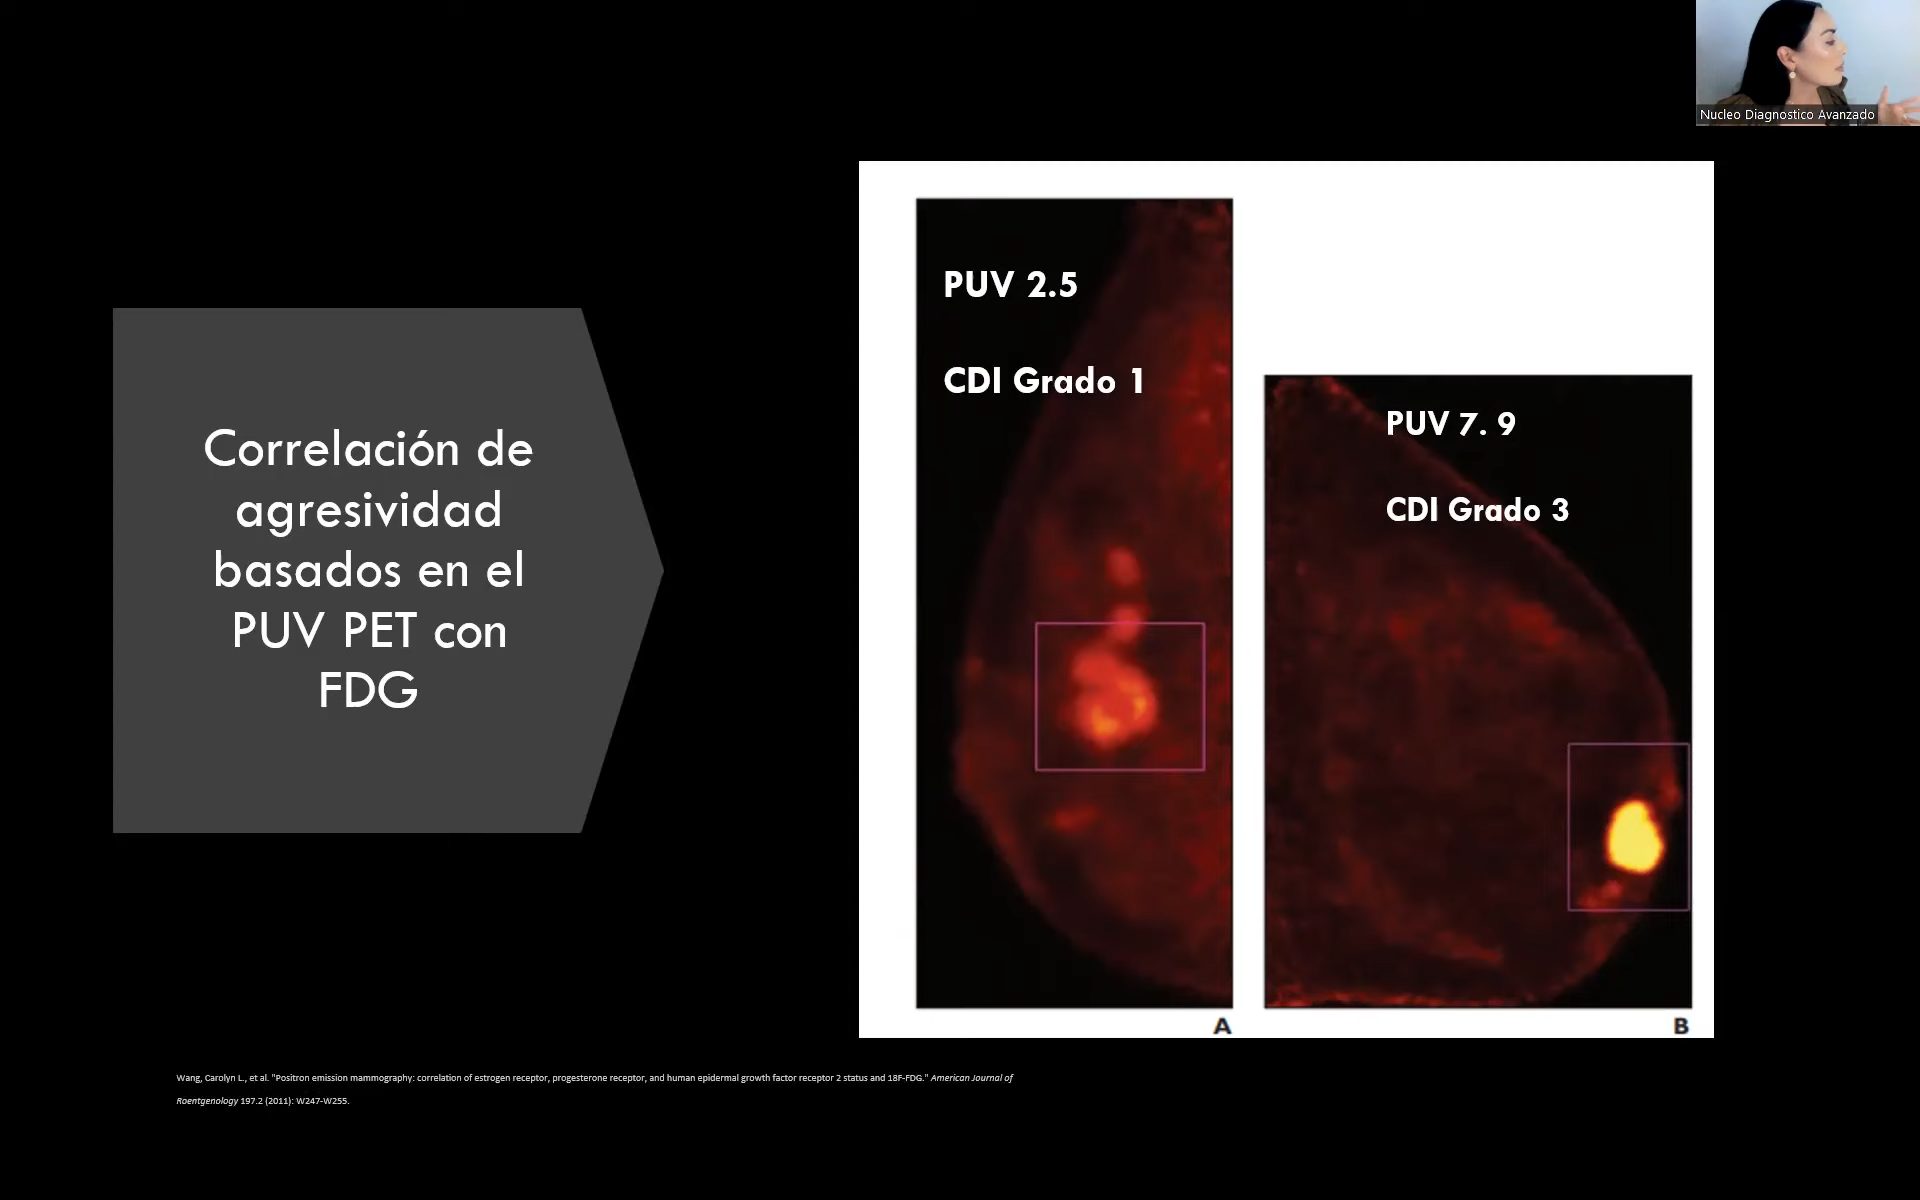 Nucleo Diagnostico Avanzado
Correlación de
agresividad
basados en el
PUV PET con
FDG
PUV 2.5
CDI Grado 1
A
PUV 7. 9
CDI Grado 3
B
Wang, Carolyn L., et al. "Positron emission mammography: correlation of estrogen receptor, progesterone receptor, and human epidermal growth factor receptor 2 status and 18F-FDG." American Journal of
Roentgenology 197.2 (2011): W247-W255.